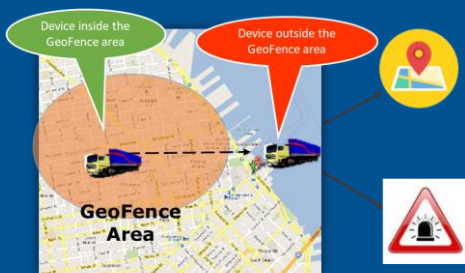 Device inside the
GeoFence area
Device outside the
GeoFence area
GeoFence
Area